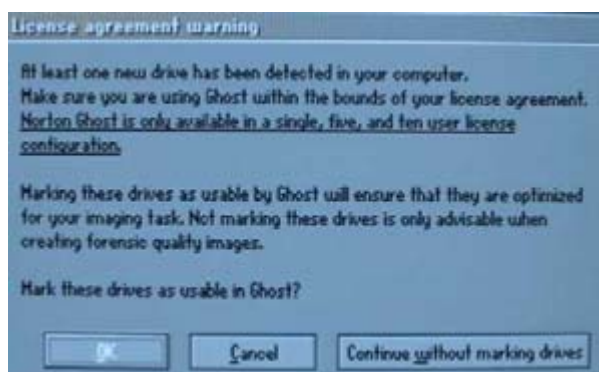 License agreement warning
At least one new drive has been detected in your computer.
Make sure you are using Ghost within the bounds of your license agreement.
Norton Ghost is only available in a single, five, and ten user license
configuration.
Marking these drives as usable by Ghost will ensure that they are optimized
for your imaging task. Not marking these drives is only advisable when
creating forensic quality images.
Mark these drives as usable in Ghost?
OK Cancel Continue without marking drives